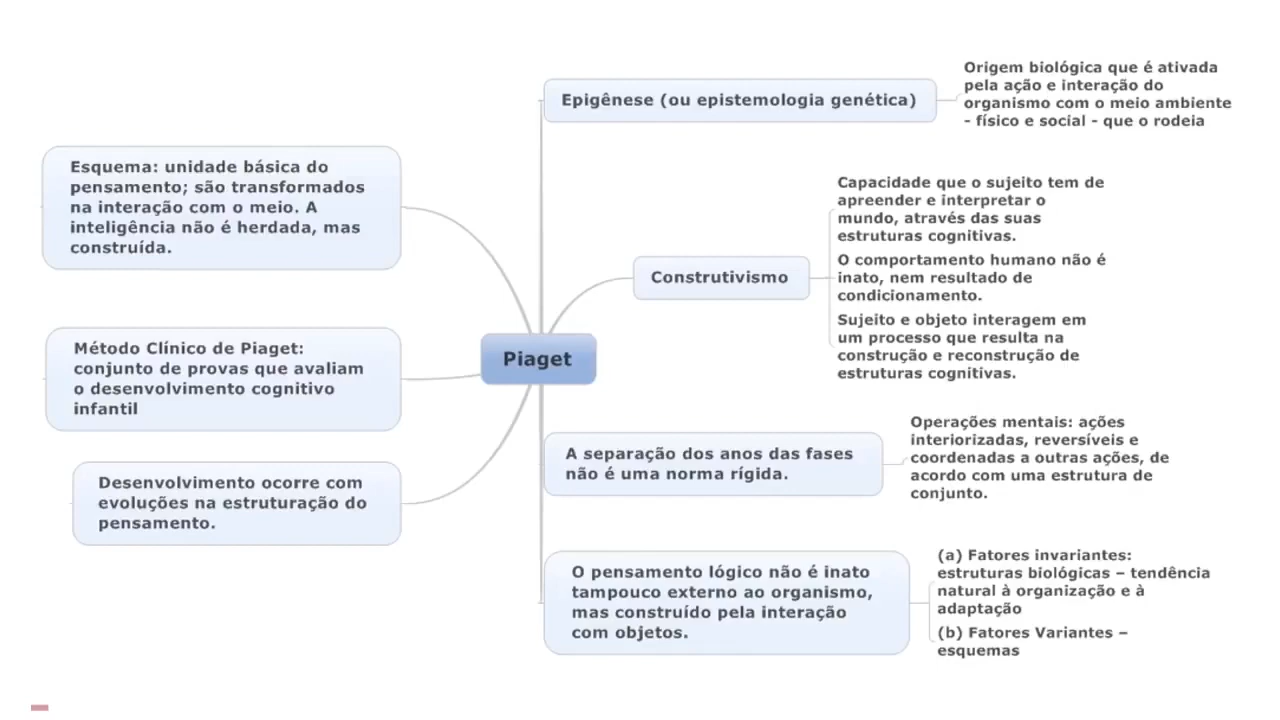 Epigênese (ou epistemologia genética)
Origem biológica que é ativada
pela ação e interação do
organismo com o meio ambiente
- físico e social - que o rodeia
Esquema: unidade básica do
pensamento; são transformados
na interação com o meio. A
inteligência não é herdada, mas
construída.
Construtivismo
Capacidade que o sujeito tem de
apreender e interpretar o
mundo, através das suas
estruturas cognitivas.
O comportamento humano não é
inato, nem resultado de
condicionamento.
Sujeito e objeto interagem em
um processo que resulta na
construção e reconstrução de
estruturas cognitivas.
Piaget
Método Clínico de Piaget:
conjunto de provas que avaliam
o desenvolvimento cognitivo
infantil
A separação dos anos das fases
não é uma norma rígida.
Operações mentais: ações
interiorizadas, reversíveis e
coordenadas a outras ações, de
acordo com uma estrutura de
conjunto.
Desenvolvimento ocorre com
evoluções na estruturação do
pensamento.
O pensamento lógico não é inato
tampouco externo ao organismo,
mas construído pela interação
com objetos.
(a) Fatores invariantes:
estruturas biológicas – tendência
natural à organização e à
adaptação
(b) Fatores Variantes –
esquemas